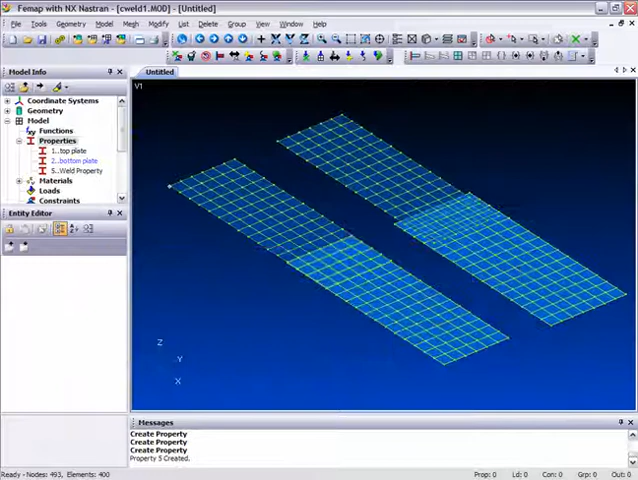 Femap with NX Nastran - [cweld1.MOD] - [Untitled]
File Tools Geometry Model Mesh Modify List Delete Group View Window Help
Model Info
Untitled
V1
Coordinate Systems
Geometry
Model
Functions
Properties
1..top plate
2..bottom plate
5..Weld Property
Materials
Loads
Constraints
Entity Editor
Z
Y
X
Messages
Create Property
Create Property
Create Property
Property 5 Created.
Ready - Nodes: 493, Elements: 400
Prop: 0 Ld: 0 Con: 0 Grp: 0 Out: 0